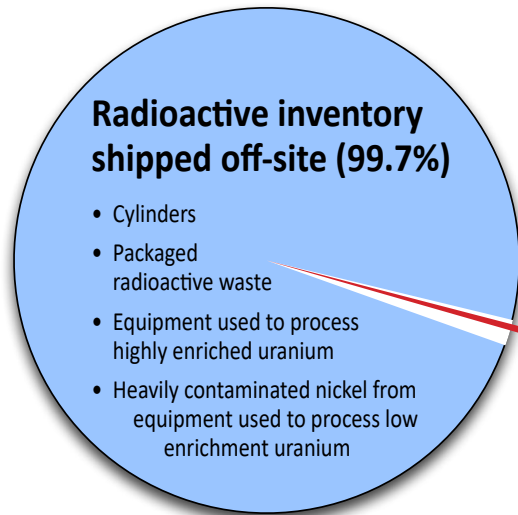 Radioactive inventory
shipped off-site (99.7%)
• Cylinders
• Packaged
radioactive waste
• Equipment used to process
highly enriched uranium
• Heavily contaminated nickel from
equipment used to process low
enrichment uranium